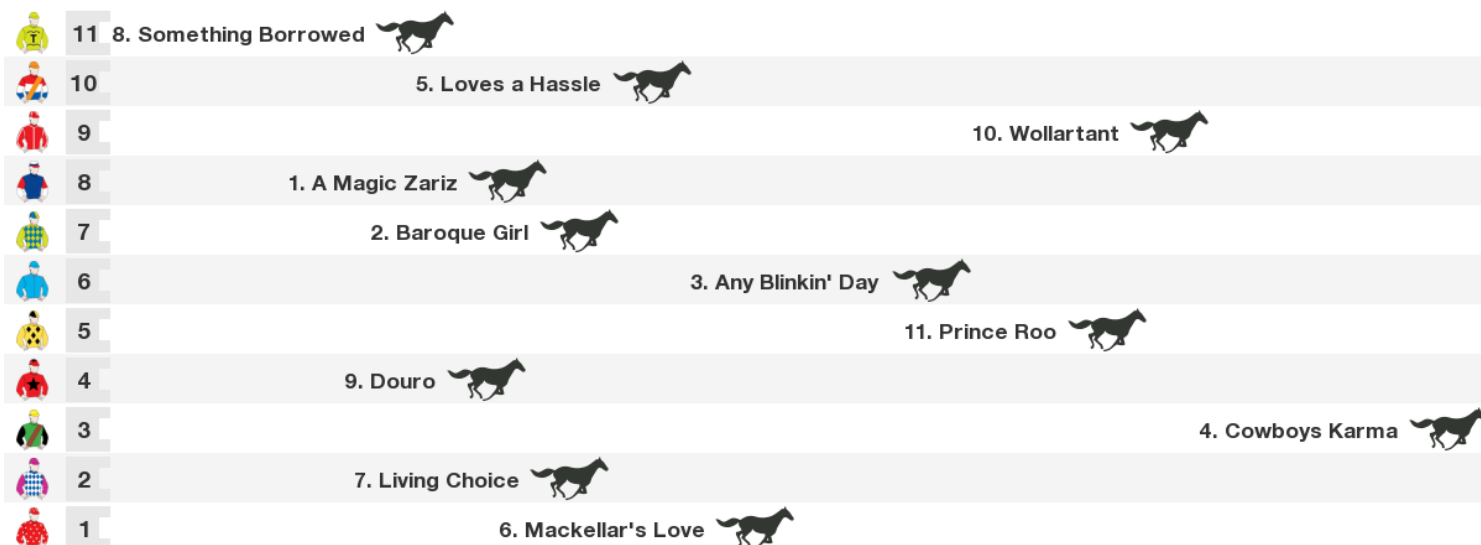 11 8. Something Borrowed
10 5. Loves a Hassle
9 10. Wollartant
8 1. A Magic Zariz
7 2. Baroque Girl
6 3. Any Blinkin' Day
5 11. Prince Roo
4 9. Douro
3 4. Cowboys Karma
2 7. Living Choice
1 6. Mackellar's Love